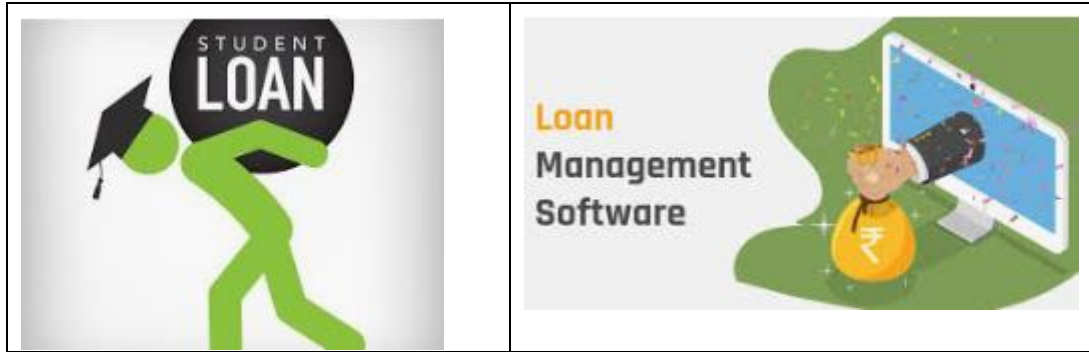 STUDENT
LOAN
Loan
Management
Software
₹